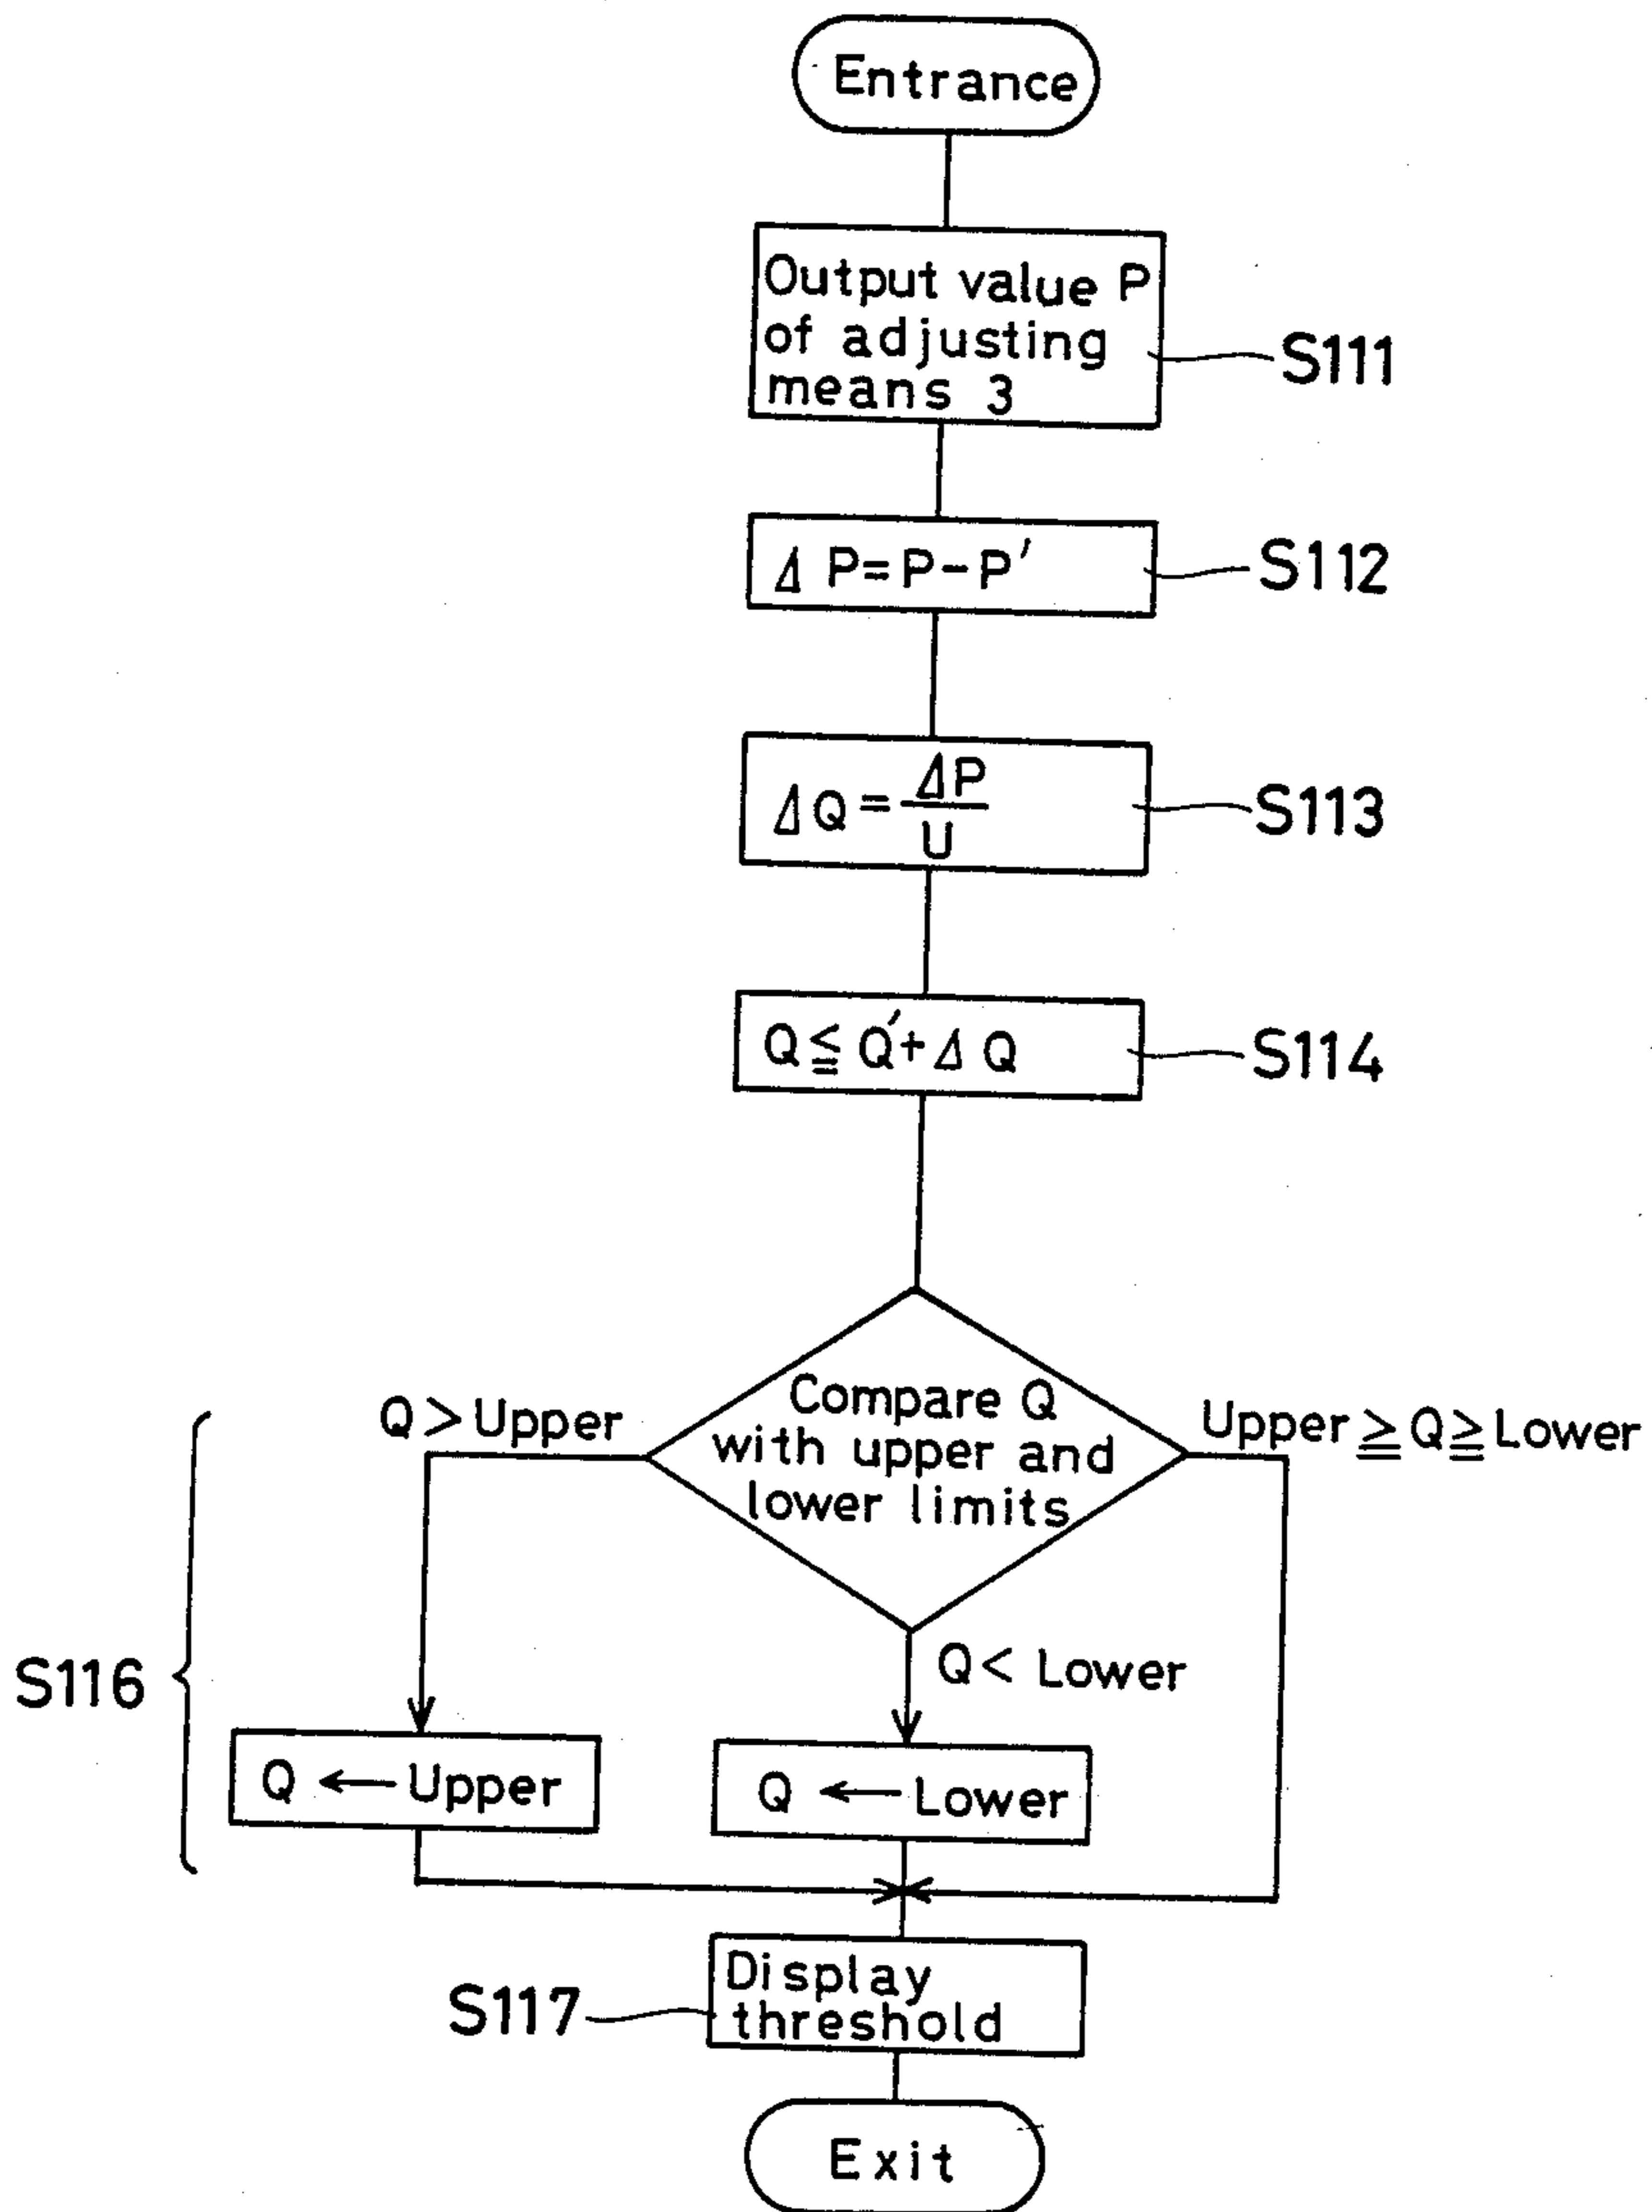 Entrance
Output value P
of adjusting
means 3
S111
Δ P=P-P′
S112
ΔQ=ΔP/U
S113
Q≦Q′+Δ Q
S114
Compare Q
with upper and
lower limits
Q>Upper
Upper≧Q≧Lower
Q< Lower
S116
Q ← Upper
Q ← Lower
Display
threshold
S117
Exit